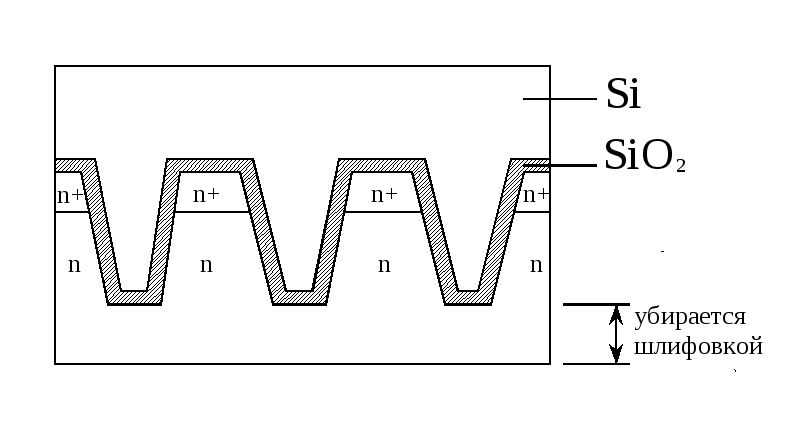 Si
SiO2
n+ n+ n+ n+
n n n n
убирается
шлифовкой